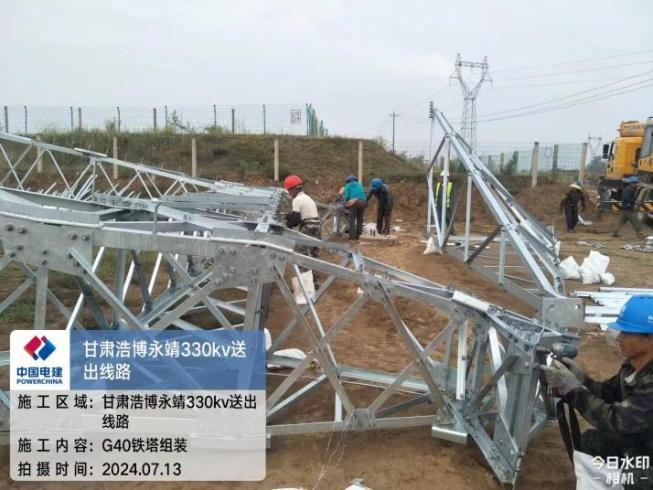 中国电建
POWERCHINA
甘肃浩博永靖330kv送
出线路
施工区域：甘肃浩博永靖330kv送出
线路
施工内容：G40铁塔组装
拍摄时间：2024.07.13
今日水印
相机